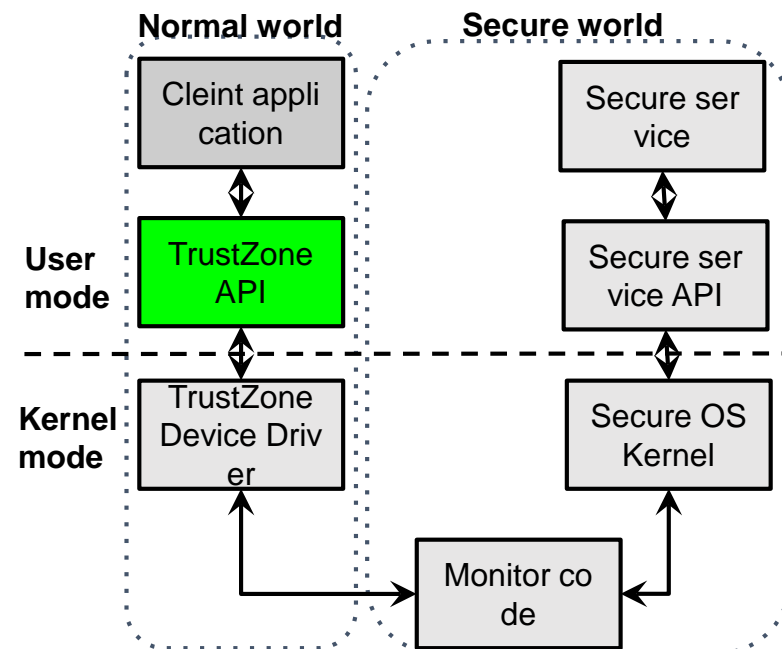 Normal world
Secure world
Cleint appli
cation
Secure ser
vice
User
mode
TrustZone
API
Secure ser
vice API
Kernel
mode
TrustZone
Device Driv
er
Secure OS
Kernel
Monitor co
de